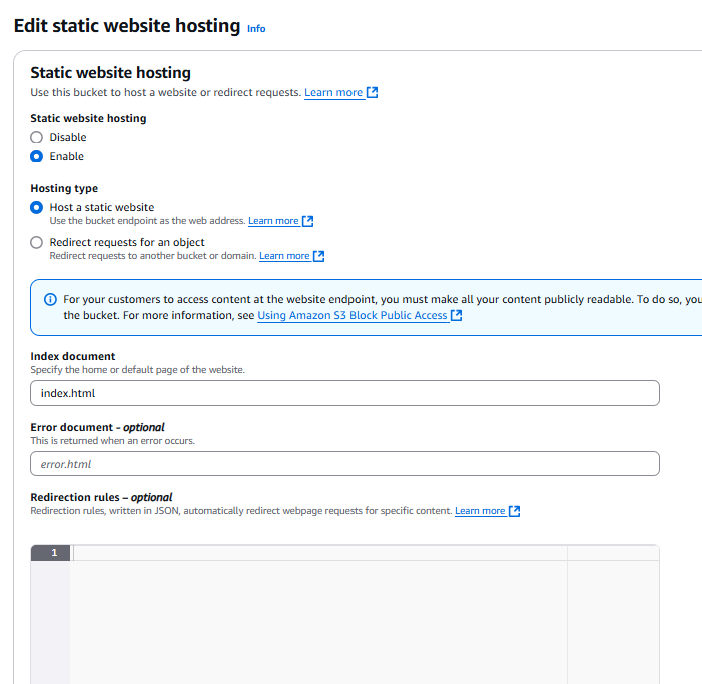 Edit static website hosting Info
Static website hosting
Use this bucket to host a website or redirect requests. Learn more
Static website hosting
Disable
Enable
Hosting type
Host a static website
Use the bucket endpoint as the web address. Learn more
Redirect requests for an object
Redirect requests to another bucket or domain. Learn more
For your customers to access content at the website endpoint, you must make all your content publicly readable. To do so, you
the bucket. For more information, see Using Amazon S3 Block Public Access
Index document
Specify the home or default page of the website.
index.html
Error document - optional
This is returned when an error occurs.
error.html
Redirection rules – optional
Redirection rules, written in JSON, automatically redirect webpage requests for specific content. Learn more
1